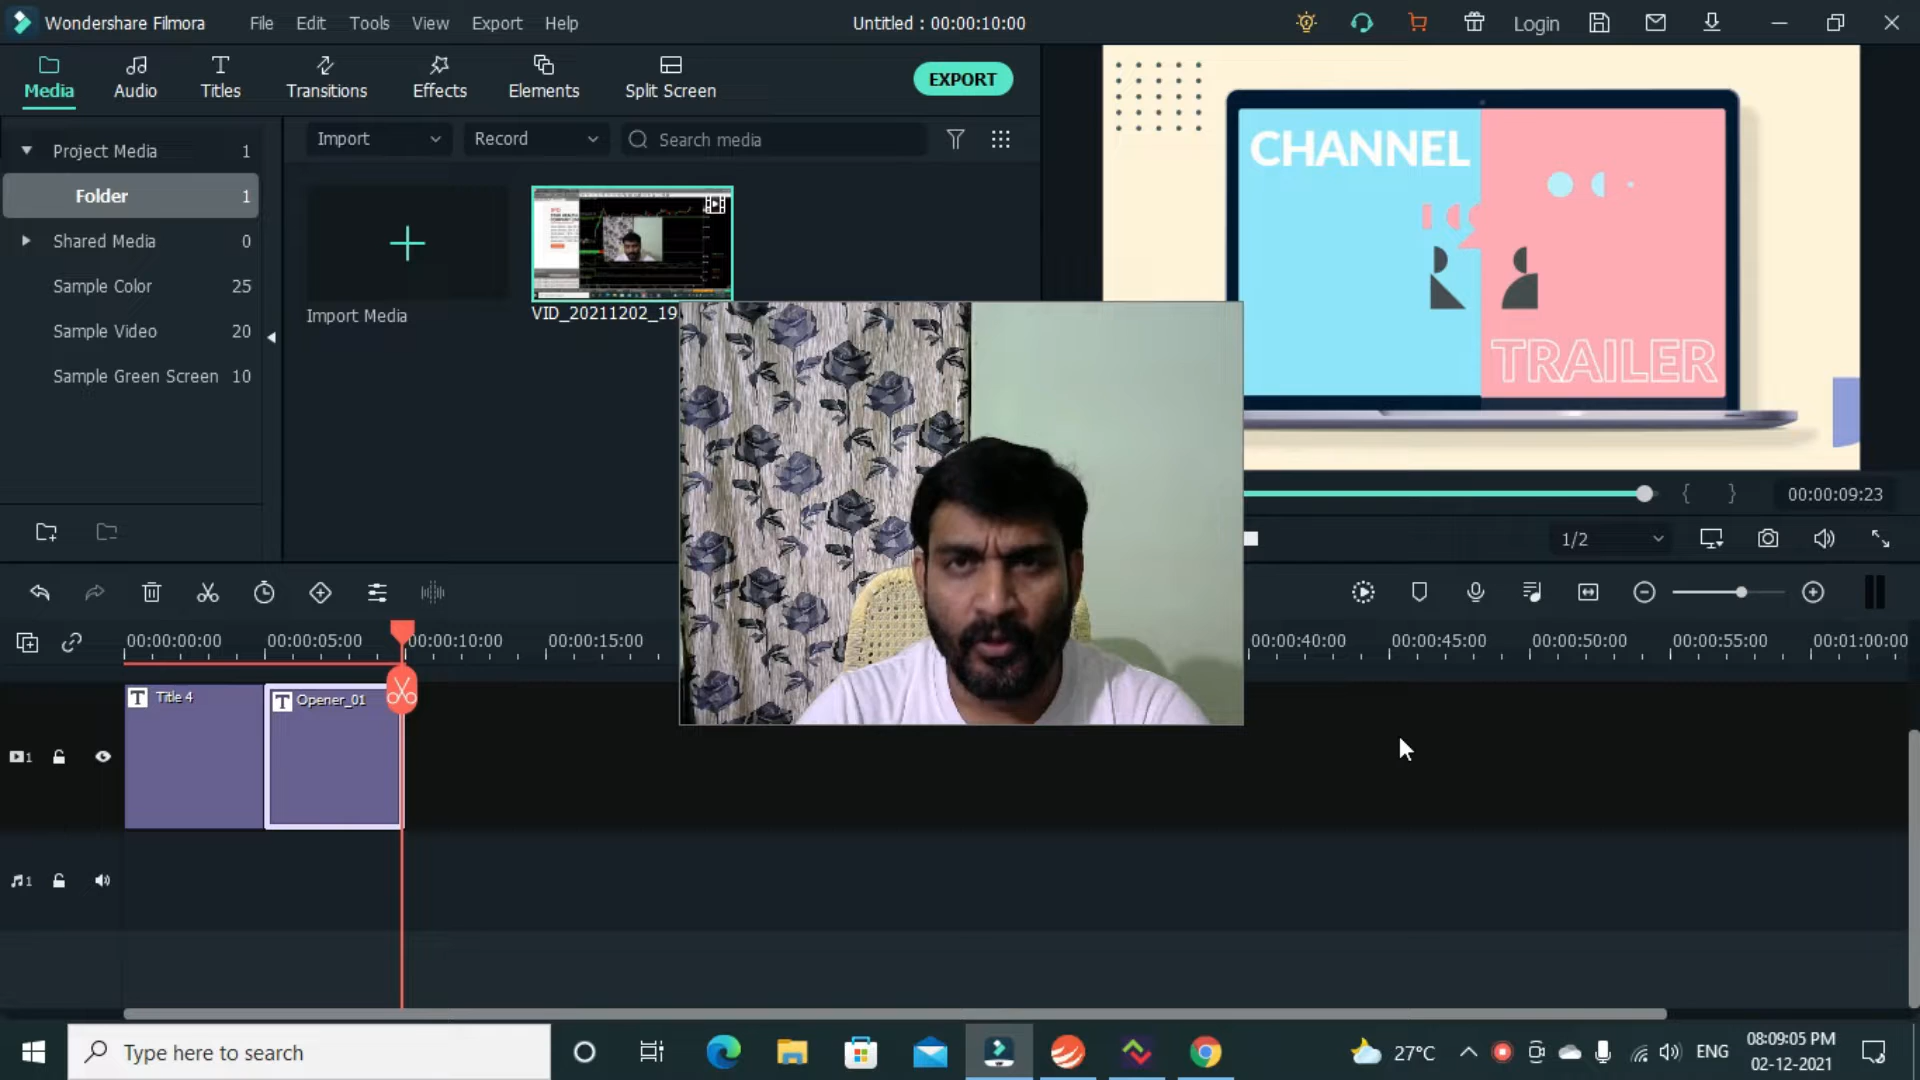 Wondershare Filmora File Edit Tools View Export Help Untitled : 00:00:10:00 Login
Media Audio Titles Transitions Effects Elements Split Screen EXPORT
Project Media 1
Folder 1
Shared Media 0
Sample Color 25
Sample Video 20
Sample Green Screen 10
Import Record Search media
Import Media
VID_20211202_19
CHANNEL
TRAILER
00:00:09:23
1/2
00:00:00:00 00:00:05:00 00:00:10:00 00:00:15:00 00:00:40:00 00:00:45:00 00:00:50:00 00:00:55:00 00:01:00:00
T Title 4
T Opener_01
1
1
Type here to search
27°C ENG 08:09:05 PM
02-12-2021